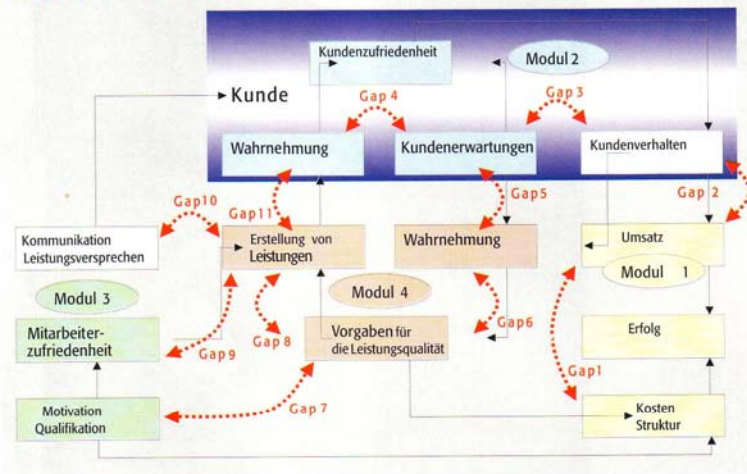 Kundenzufriedenheit
Modul 2
Gap 4
Gap 3
Kunde
Wahrnehmung
Kundenerwartungen
Kundenverhalten
Gap10
Gap11
Gap5
Gap 2
Kommunikation
Leistungsversprechen
Erstellung von
Leistungen
Wahrnehmung
Umsatz
Modul 1
Modul 3
Modul 4
Mitarbeiter-
zufriedenheit
Gap 9
Gap 8
Vorgaben für
die Leistungsqualität
Gap6
Erfolg
Gap1
Gap 7
Motivation
Qualifikation
Kosten
Struktur